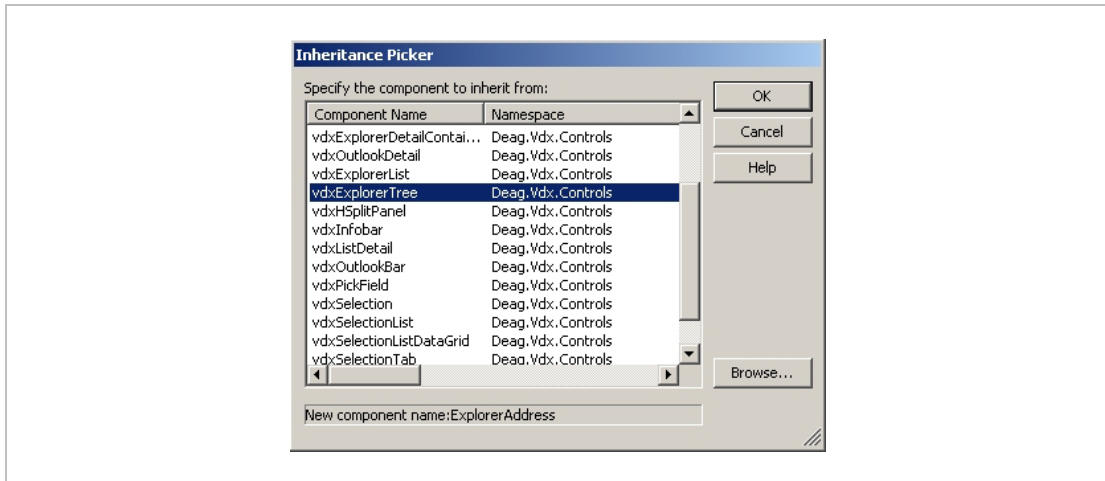 Inheritance Picker
Specify the component to inherit from:
Component Name Namespace
vdxExplorerDetailContai... Deag.Vdx.Controls
vdxOutlookDetail Deag.Vdx.Controls
vdxExplorerList Deag.Vdx.Controls
vdxExplorerTree Deag.Vdx.Controls
vdxHSplitPanel Deag.Vdx.Controls
vdxInfobar Deag.Vdx.Controls
vdxListDetail Deag.Vdx.Controls
vdxOutlookBar Deag.Vdx.Controls
vdxPickField Deag.Vdx.Controls
vdxSelection Deag.Vdx.Controls
vdxSelectionList Deag.Vdx.Controls
vdxSelectionListDataGrid Deag.Vdx.Controls
vdxSelectionTab Deag.Vdx.Controls
New component name:ExplorerAddress
OK
Cancel
Help
Browse...